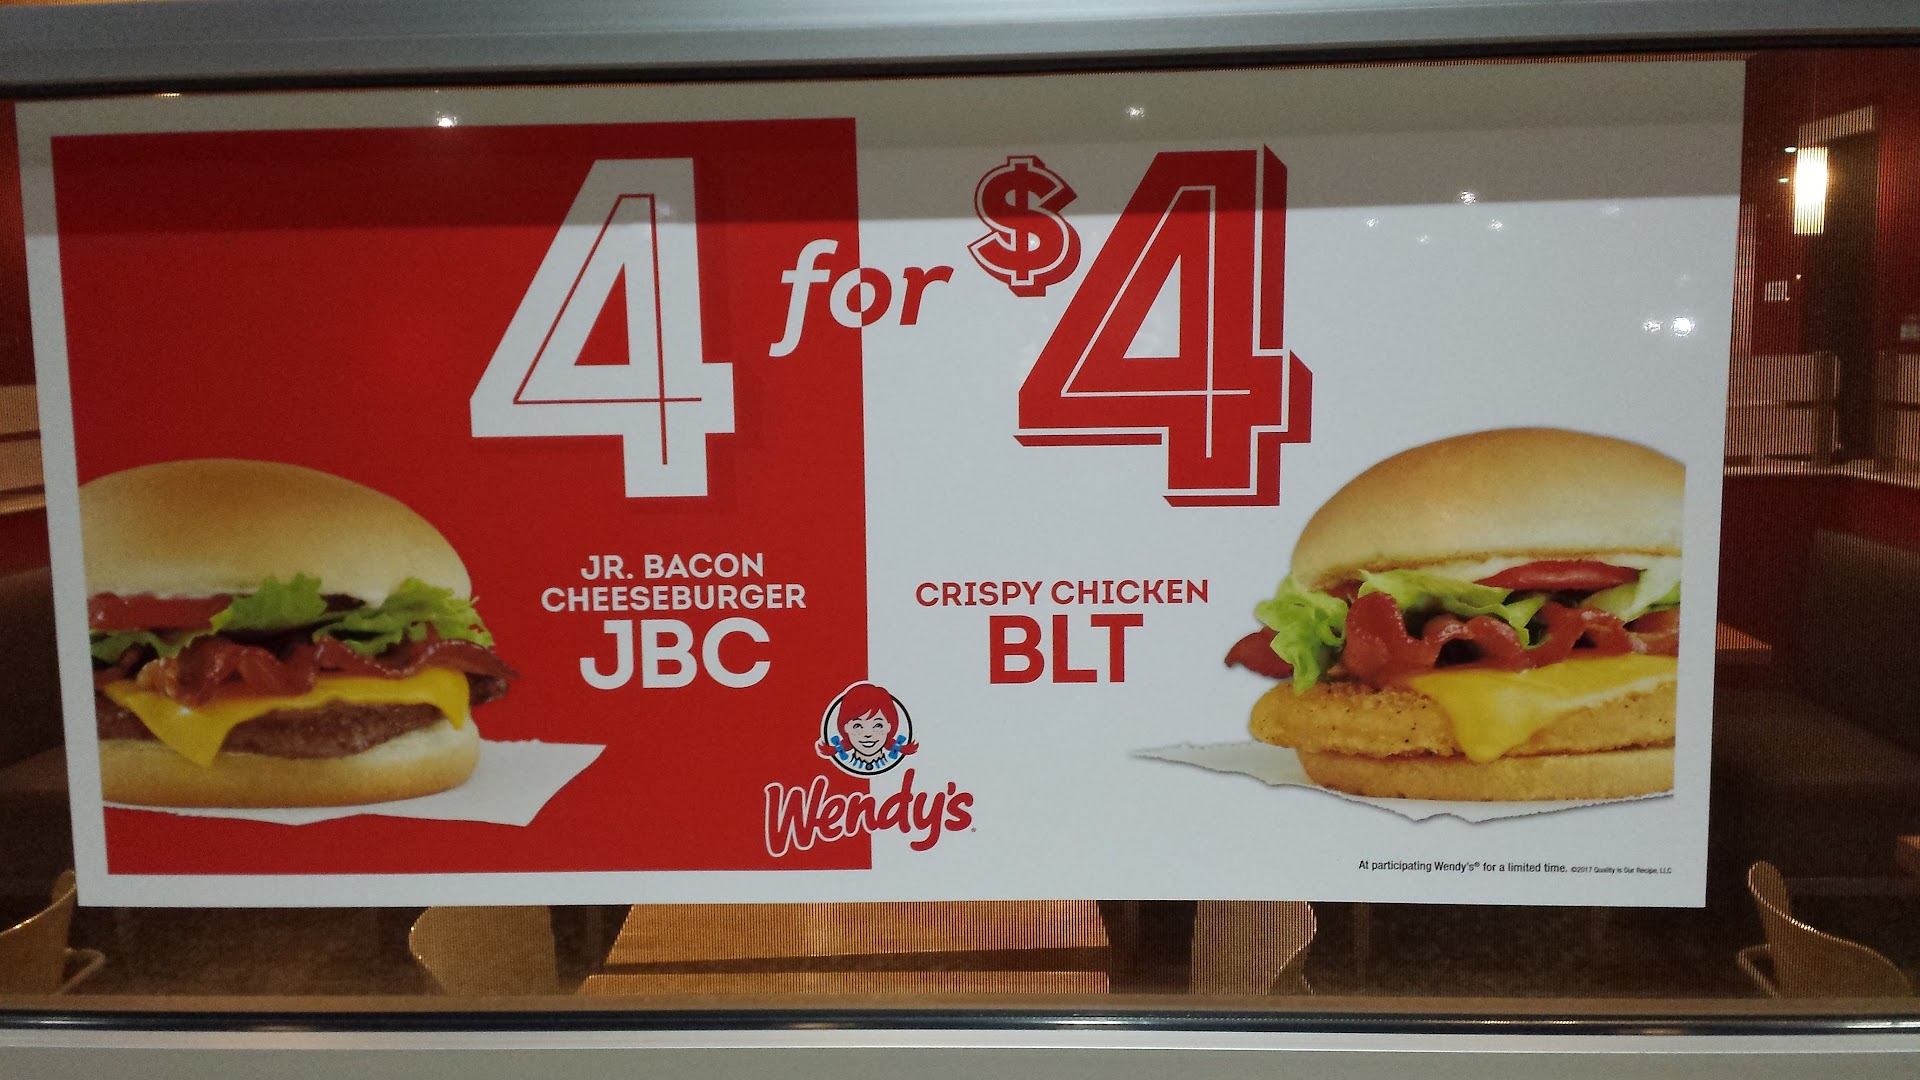 4 for $4
JR. BACON
CHEESEBURGER
JBC
CRISPY CHICKEN
BLT
Wendy's
At participating Wendy's® for a limited time. ©2017 Quality Is Our Recipe, LLC